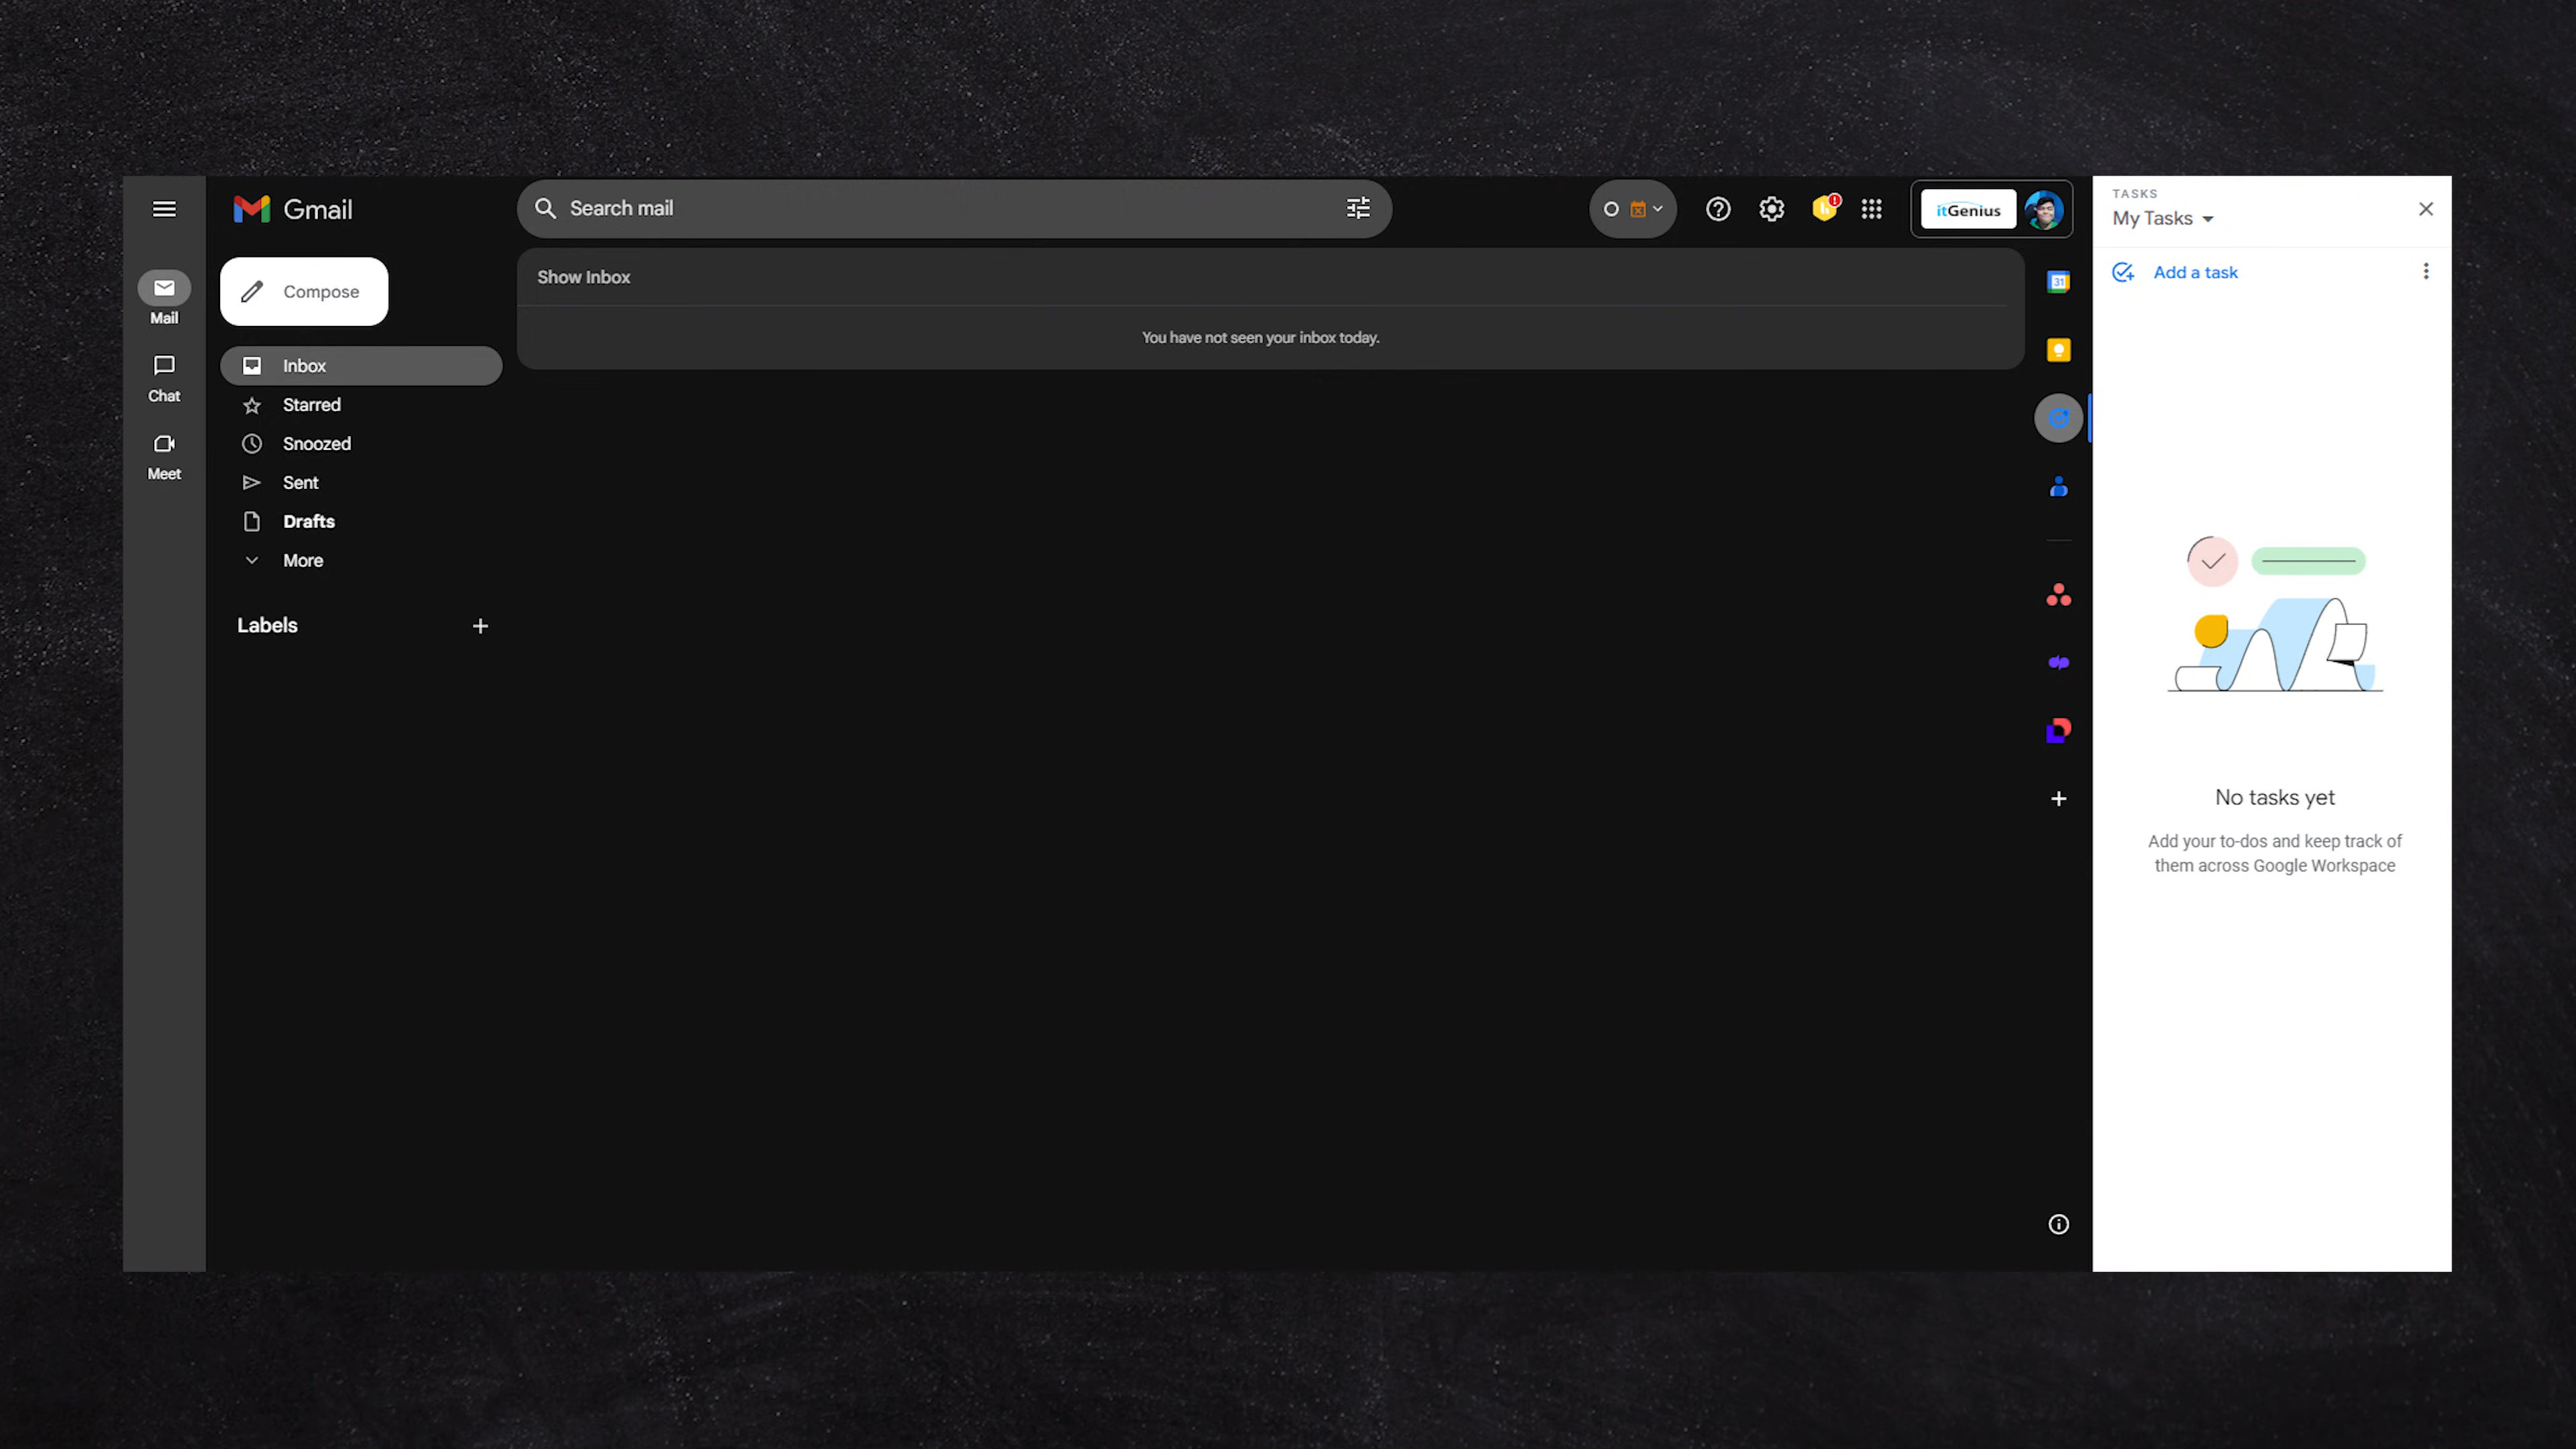 Gmail
Search mail
itGenius
TASKS
My Tasks
Compose
Show Inbox
Add a task
Mail
You have not seen your inbox today.
Inbox
Chat
Starred
Snoozed
Meet
Sent
Drafts
More
Labels
31
No tasks yet
Add your to-dos and keep track of
them across Google Workspace